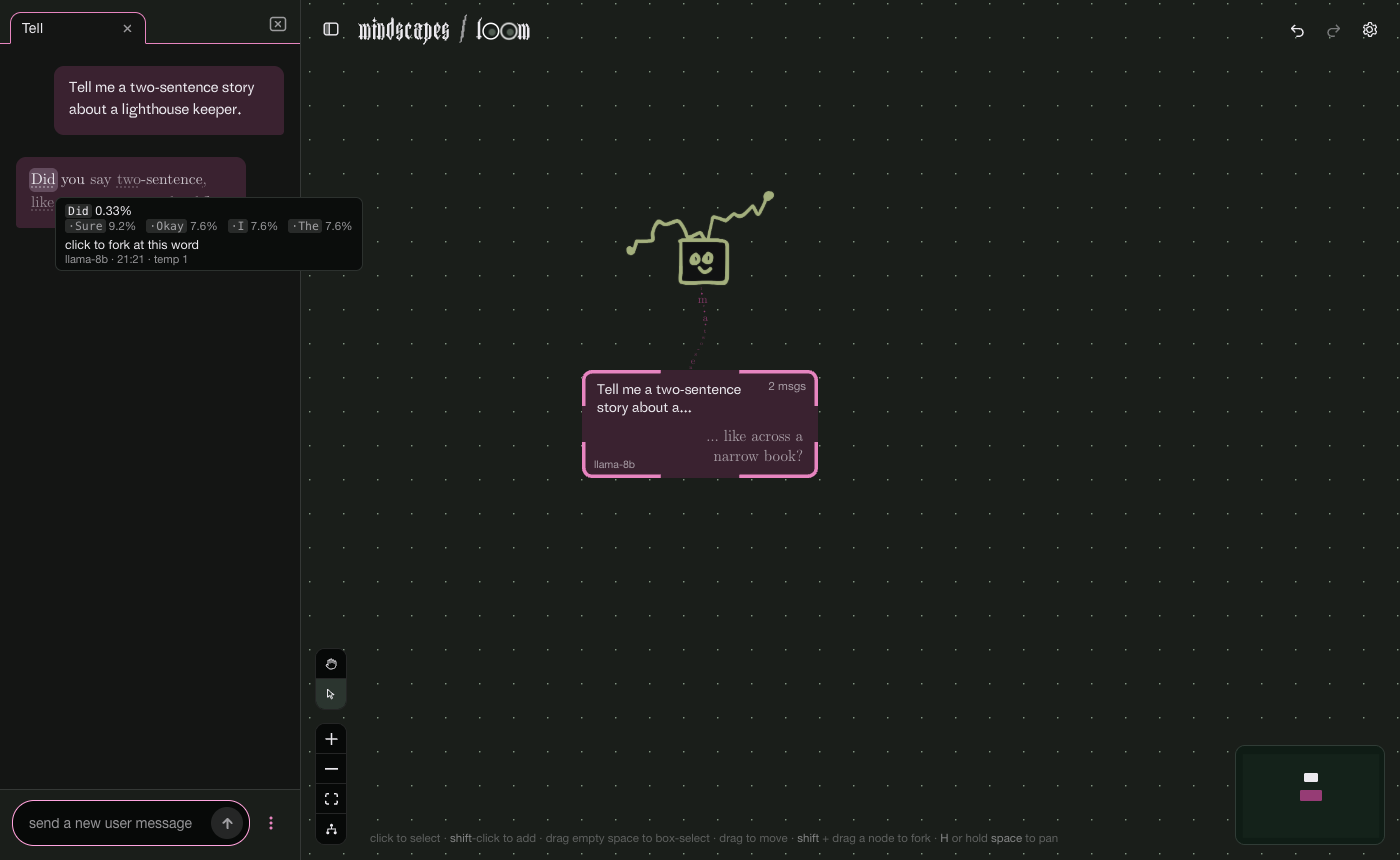 Tell
mindscapes / loom
Tell me a two-sentence story
about a lighthouse keeper.
Did you say two-sentence,
like
Did 0.33%
·Sure 9.2% ·Okay 7.6% ·I 7.6% ·The 7.6%
click to fork at this word
llama-8b · 21:21 · temp 1
m
a
Tell me a two-sentence
story about a...
2 msgs
... like across a
narrow book?
llama-8b
send a new user message
click to select · shift-click to add · drag empty space to box-select · drag to move · shift + drag a node to fork · H or hold space to pan